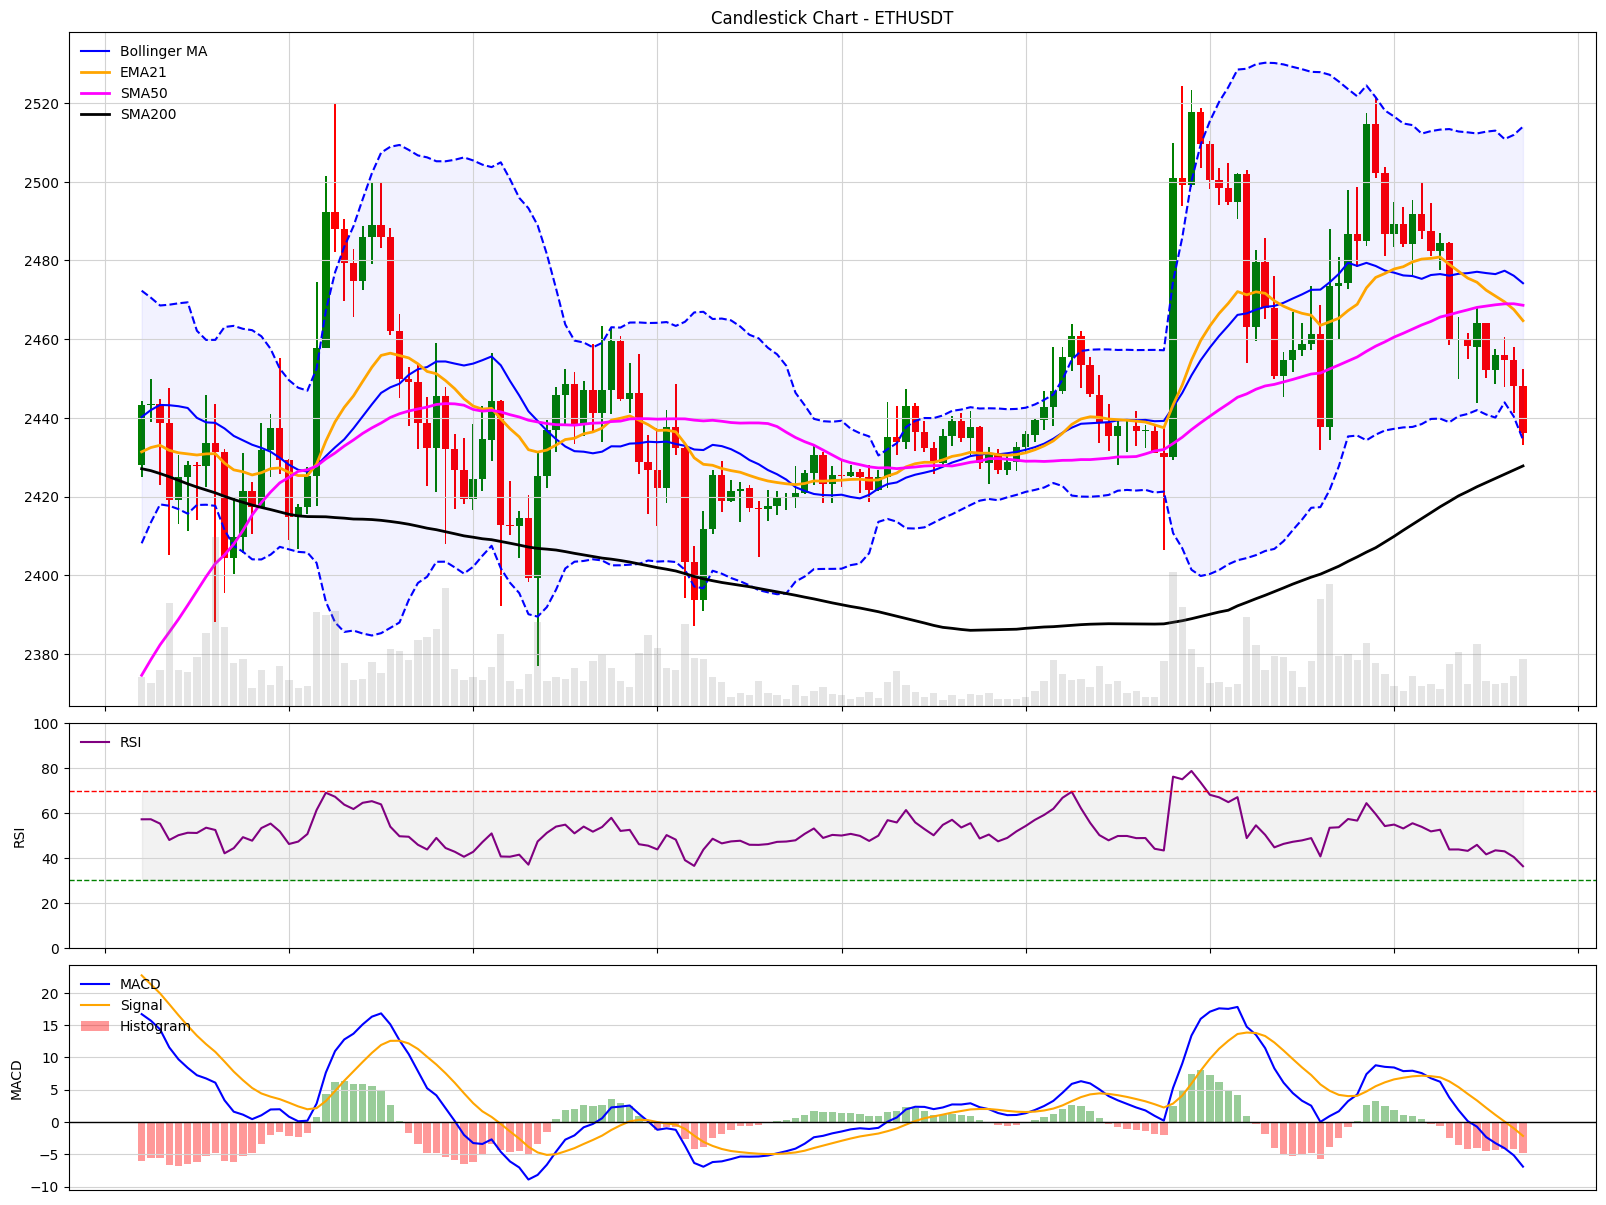 Candlestick Chart - ETHUSDT
Bollinger MA
EMA21
SMA50
SMA200
2520
2500
2480
2460
2440
2420
2400
2380
100
80
60
40
20
0
RSI
RSI
20
15
10
5
0
−5
−10
MACD
MACD
Signal
Histogram